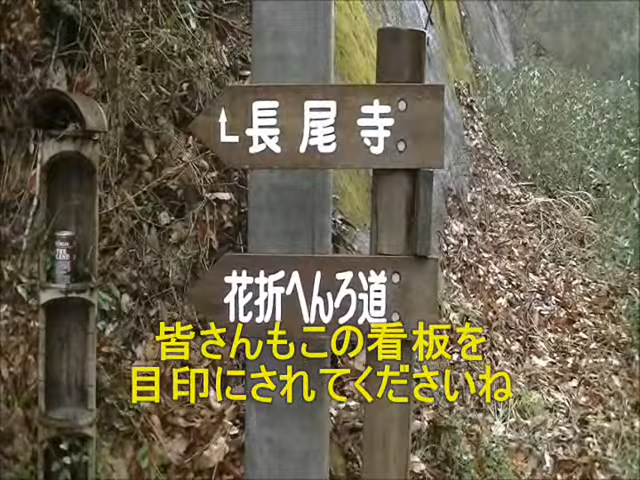 長尾寺
花折へんろ道
皆さんもこの看板を
目印にされてくださいね